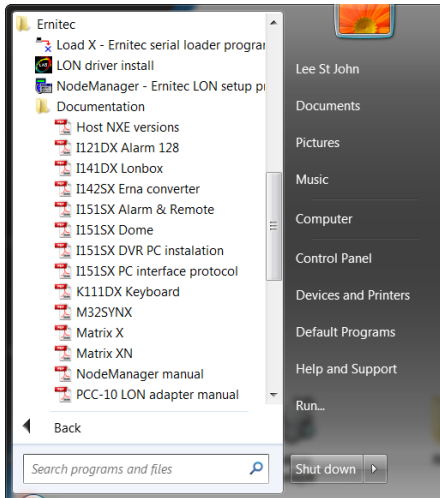 Ernitec
Load X - Ernitec serial loader prograr
LON driver install
NodeManager - Ernitec LON setup p
Documentation
Host NXE versions
I121DX Alarm 128
I141DX Lonbox
I142SX Erna converter
I151SX Alarm & Remote
I151SX Dome
I151SX DVR PC instalation
I151SX PC interface protocol
K111DX Keyboard
M32SYNX
Matrix X
Matrix XN
NodeManager manual
PCC-10 LON adapter manual
Back
Search programs and files
Lee St John
Documents
Pictures
Music
Computer
Control Panel
Devices and Printers
Default Programs
Help and Support
Run...
Shut down